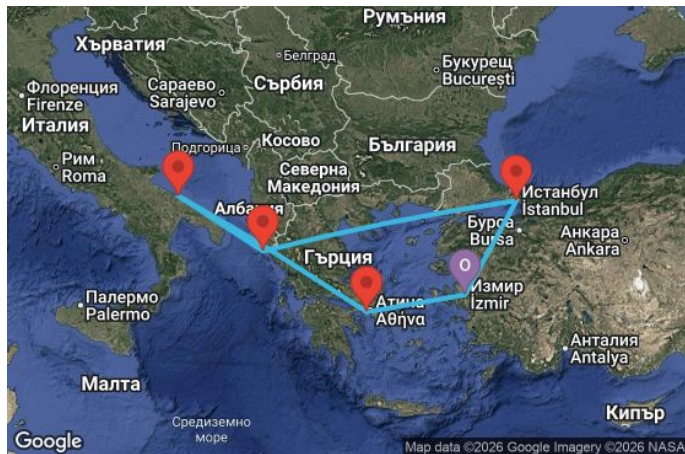 Румъния
Хърватия
Белград
Букурещ
București
Флоренция
Firenze
Сараево
Sarajevo
Сърбия
Италия
Подгорица
Косово
България
Рим
Roma
Северна
Македония
Истанбул
İstanbul
Албания
Бурса
Bursa
Анкара
Ankara
Гърция
O
Измир
İzmir
Палермо
Palermo
Атина
Αθήνα
Анталия
Antalya
Малта
Средиземно
море
Кипър
Google
Map data ©2026 Google Imagery ©2026 NASA